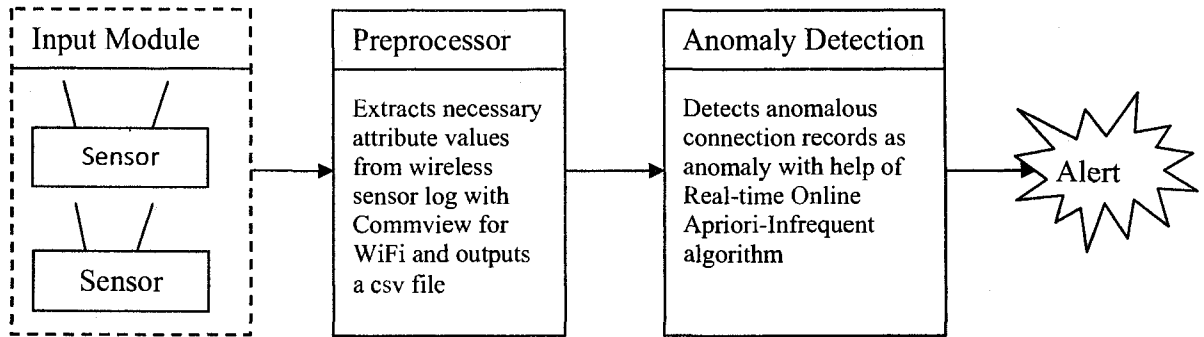 Input Module
Sensor
Sensor
Preprocessor
Extracts necessary
attribute values
from wireless
sensor log with
Commview for
WiFi and outputs
a csv file
Anomaly Detection
Detects anomalous
connection records as
anomaly with help of
Real-time Online
Apriori-Infrequent
algorithm
Alert